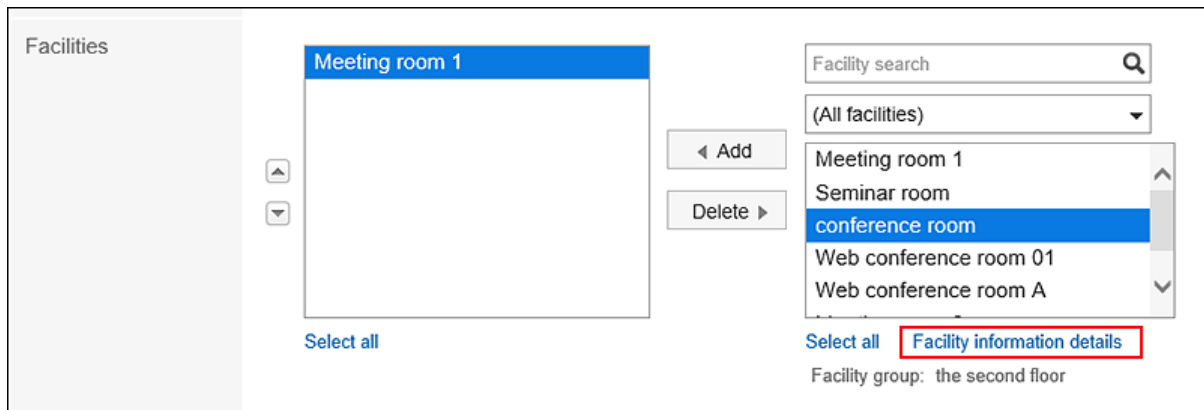 Facilities
Meeting room 1
Select all
Add
Delete
Facility search
(All facilities)
Meeting room 1
Seminar room
conference room
Web conference room 01
Web conference room A
Select all Facility information details
Facility group: the second floor